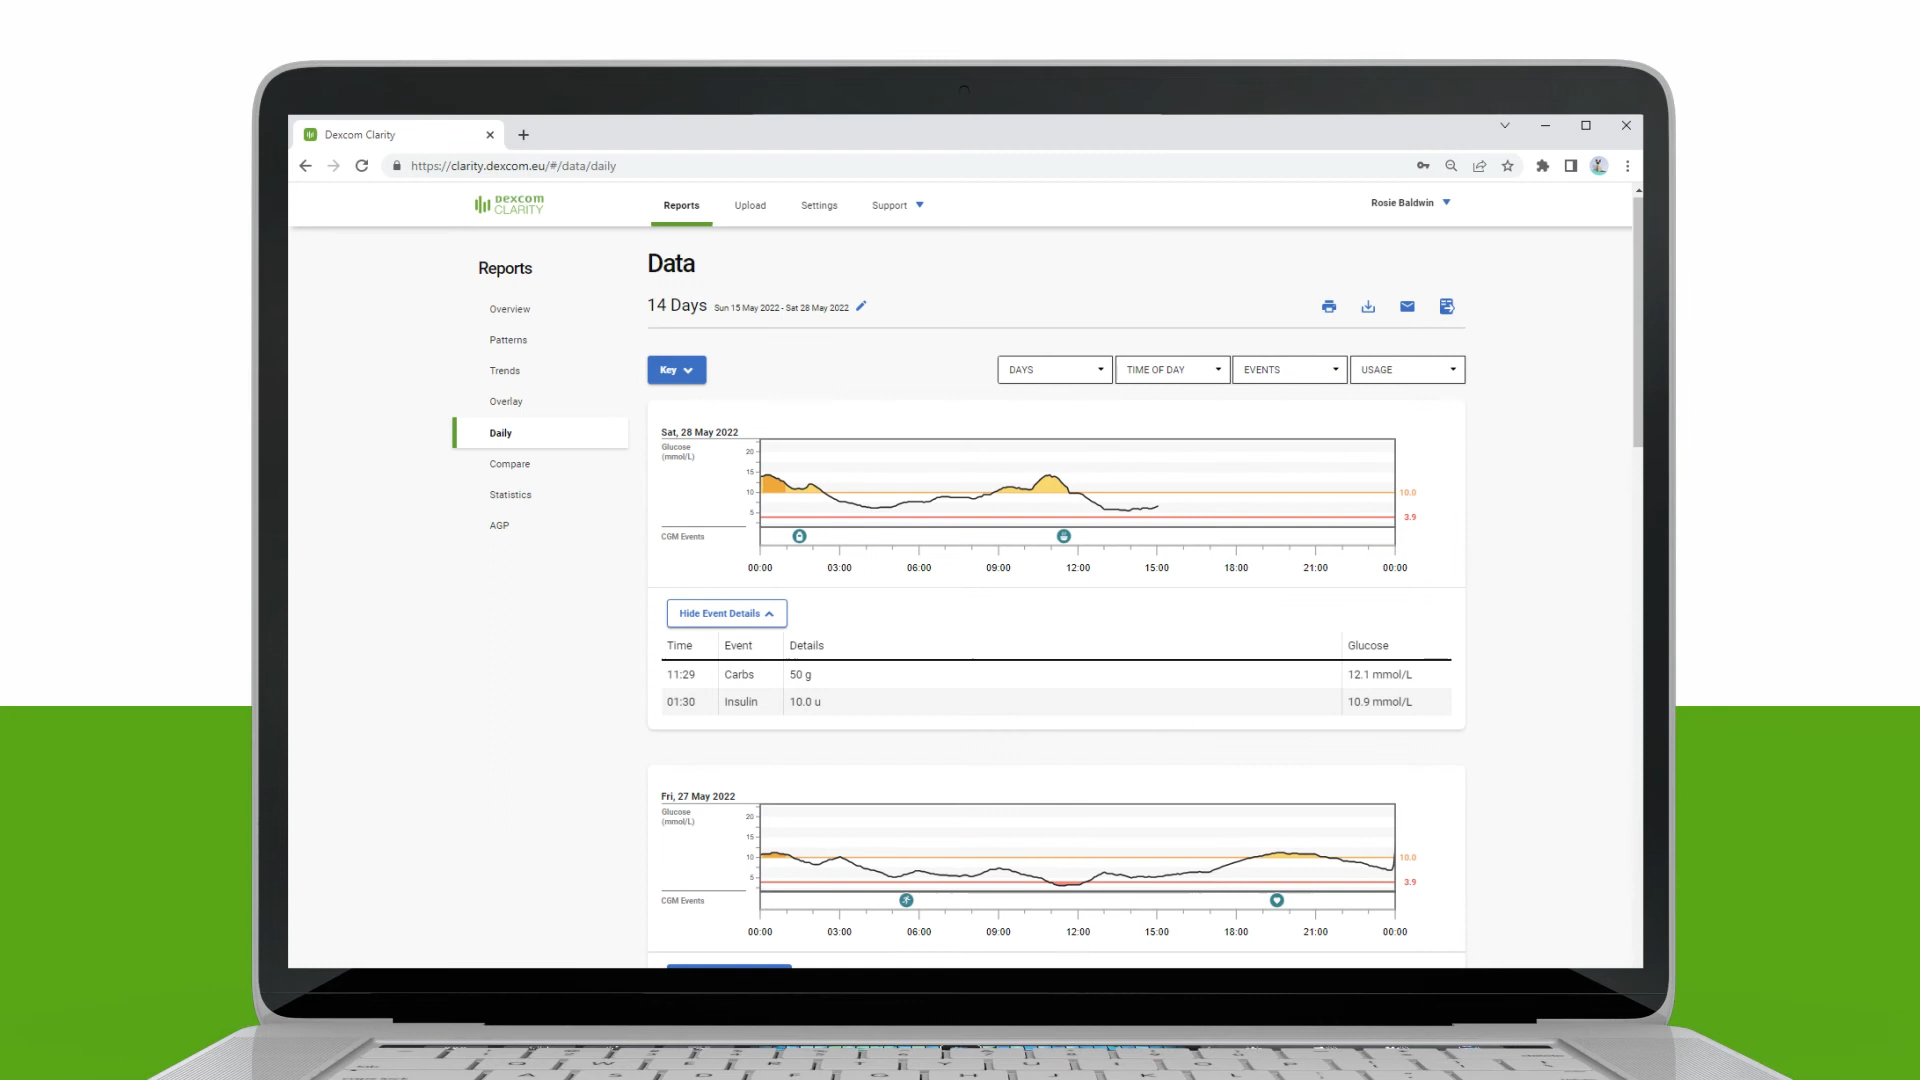 Dexcom Clarity
https://clarity.dexcom.eu/#/data/daily
Dexcom CLARITY
Reports Upload Settings Support
Rosie Baldwin
Reports
Overview
Patterns
Trends
Overlay
Daily
Compare
Statistics
AGP
Data
14 Days Sun 15 May 2022 - Sat 28 May 2022
Key
DAYS TIME OF DAY EVENTS USAGE
Sat, 28 May 2022
Glucose
(mmol/L)
20
15
10
5
10.0
3.9
CGM Events
00:00 03:00 06:00 09:00 12:00 15:00 18:00 21:00 00:00
Hide Event Details
Time Event Details Glucose
11:29 Carbs 50 g 12.1 mmol/L
01:30 Insulin 10.0 u 10.9 mmol/L
Fri, 27 May 2022
Glucose
(mmol/L)
20
15
10
5
10.0
3.9
CGM Events
00:00 03:00 06:00 09:00 12:00 15:00 18:00 21:00 00:00